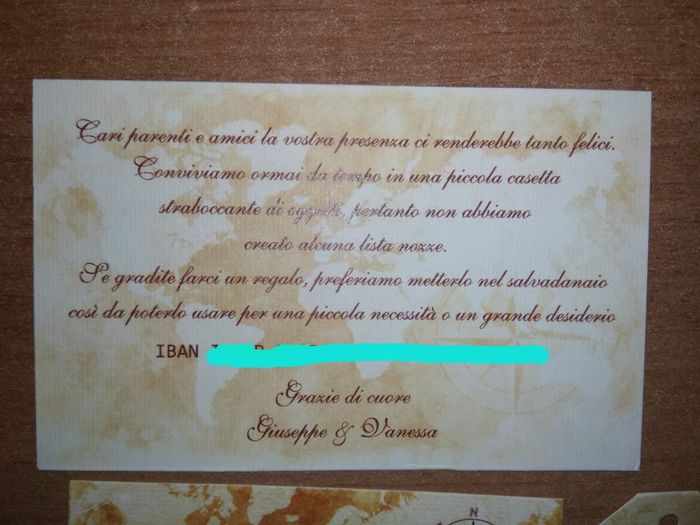 Cari parenti e amici la vostra presenza ci renderebbe tanto felici.
Conviviamo ormai da tempo in una piccola casetta
straboccante di oggetti, pertanto non abbiamo
creato alcuna lista nozze.
Se gradite farci un regalo, preferiamo metterlo nel salvadanaio
così da poterlo usare per una piccola necessità o un grande desiderio
IBAN
Grazie di cuore
Giuseppe & Vanessa
N